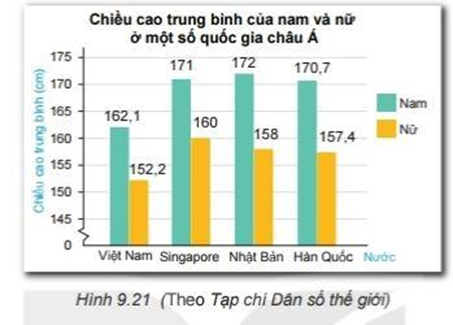 Chiều cao trung bình của nam và nữ
ở một số quốc gia châu Á
Chiều cao trung bình (cm)
175
170
165
160
155
150
145
0
162,1
152,2
171
160
172
158
170,7
157,4
Nam
Nữ
Việt Nam Singapore Nhật Bản Hàn Quốc Nước
Hình 9.21 (Theo Tạp chí Dân số thế giới)